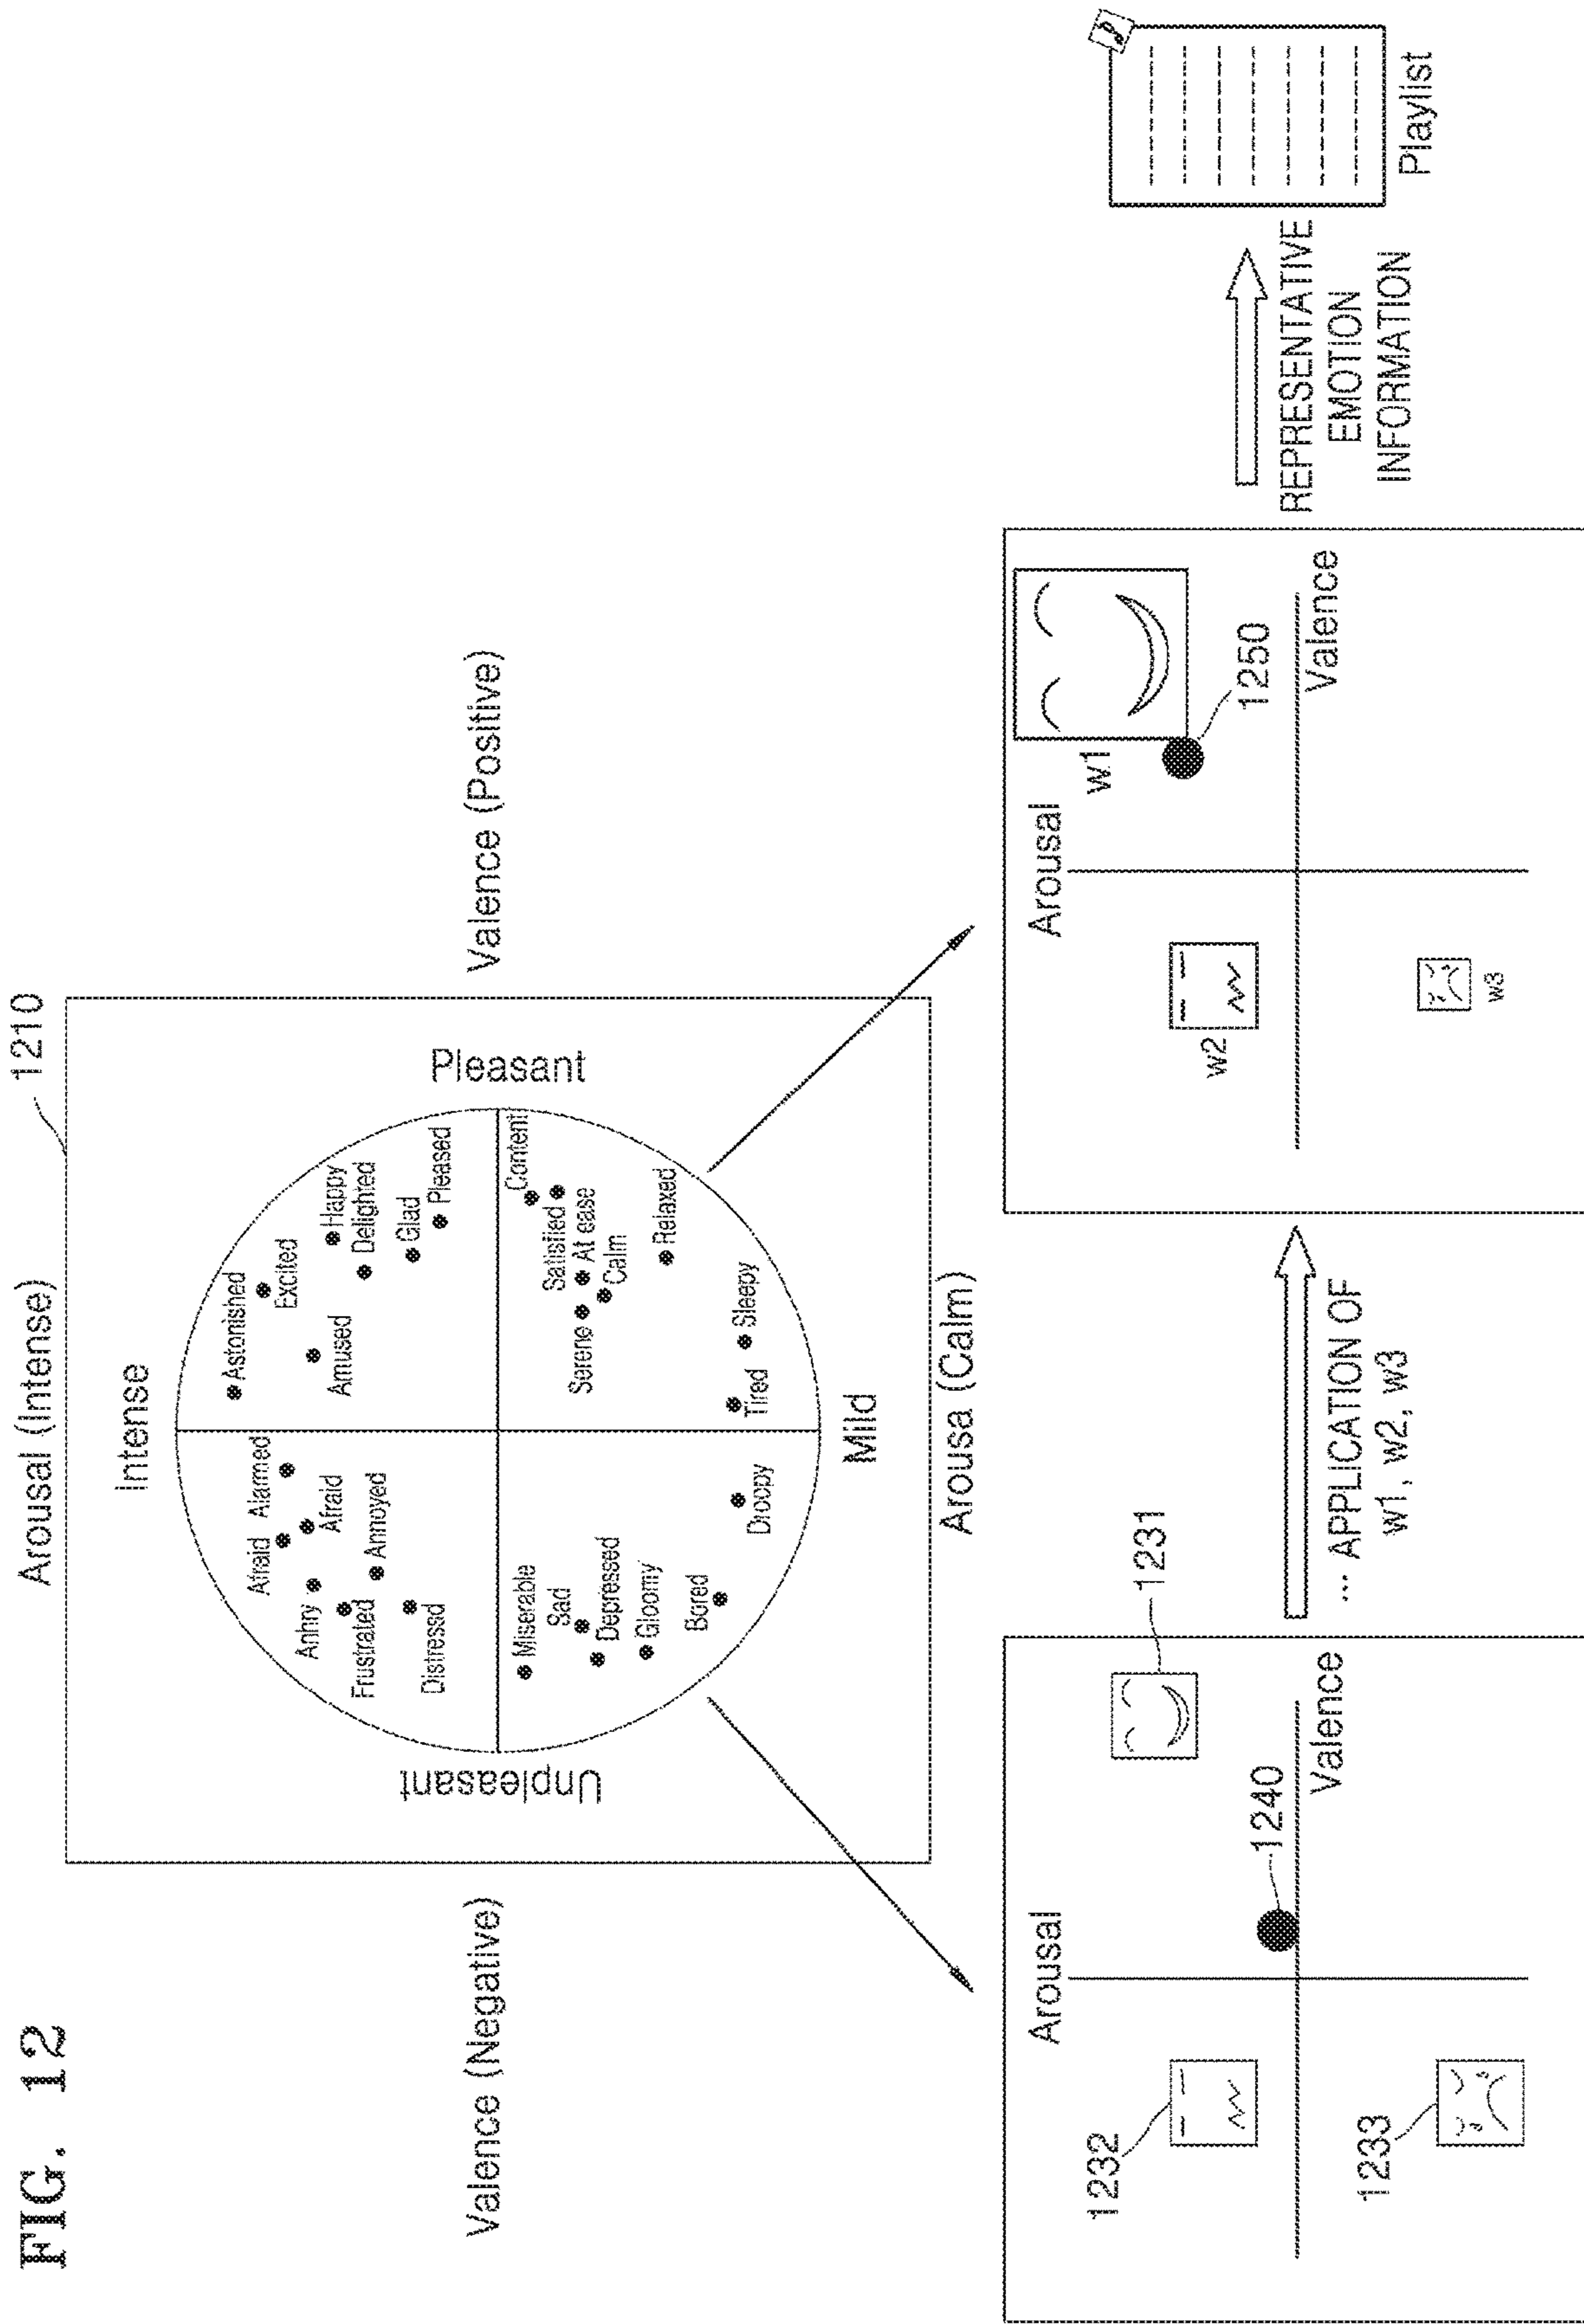 FIG. 12
Arousal (Intense)
1210
Intense
Alarmed
Afraid
Afraid
Anhry
Annoyed
Frustrated
Distressd
Astonished
Excited
Amused
Happy
Delighted
Glad
Pleased
Valence (Negative)
Unpleasant
Pleasant
Valence (Positive)
Miserable
Sad
Depressed
Gloomy
Bored
Droopy
Content
Satisfied
At ease
Serene
Calm
Relaxed
Sleepy
Tired
Mild
Arousa (Calm)
Arousal
1231
1232
1240
Valence
1233
... APPLICATION OF
w1, w2, w3
Arousal
w1
w2
1250
Valence
w3
REPRESENTATIVE
EMOTION
INFORMATION
Playlist